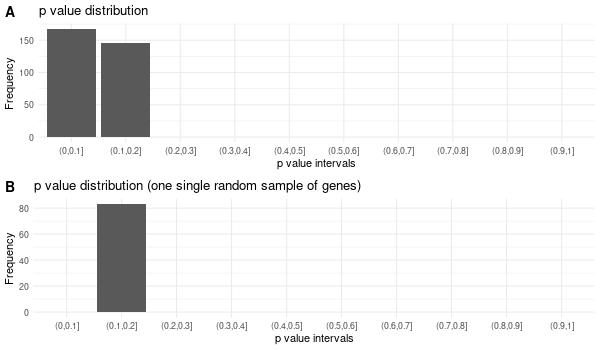 A
p value distribution
150
100
50
0
Frequency
(0,0.1] (0.1,0.2] (0.2,0.3] (0.3,0.4] (0.4,0.5] (0.5,0.6] (0.6,0.7] (0.7,0.8] (0.8,0.9] (0.9,1]
p value intervals
B
p value distribution (one single random sample of genes)
80
60
40
20
0
Frequency
(0,0.1] (0.1,0.2] (0.2,0.3] (0.3,0.4] (0.4,0.5] (0.5,0.6] (0.6,0.7] (0.7,0.8] (0.8,0.9] (0.9,1]
p value intervals